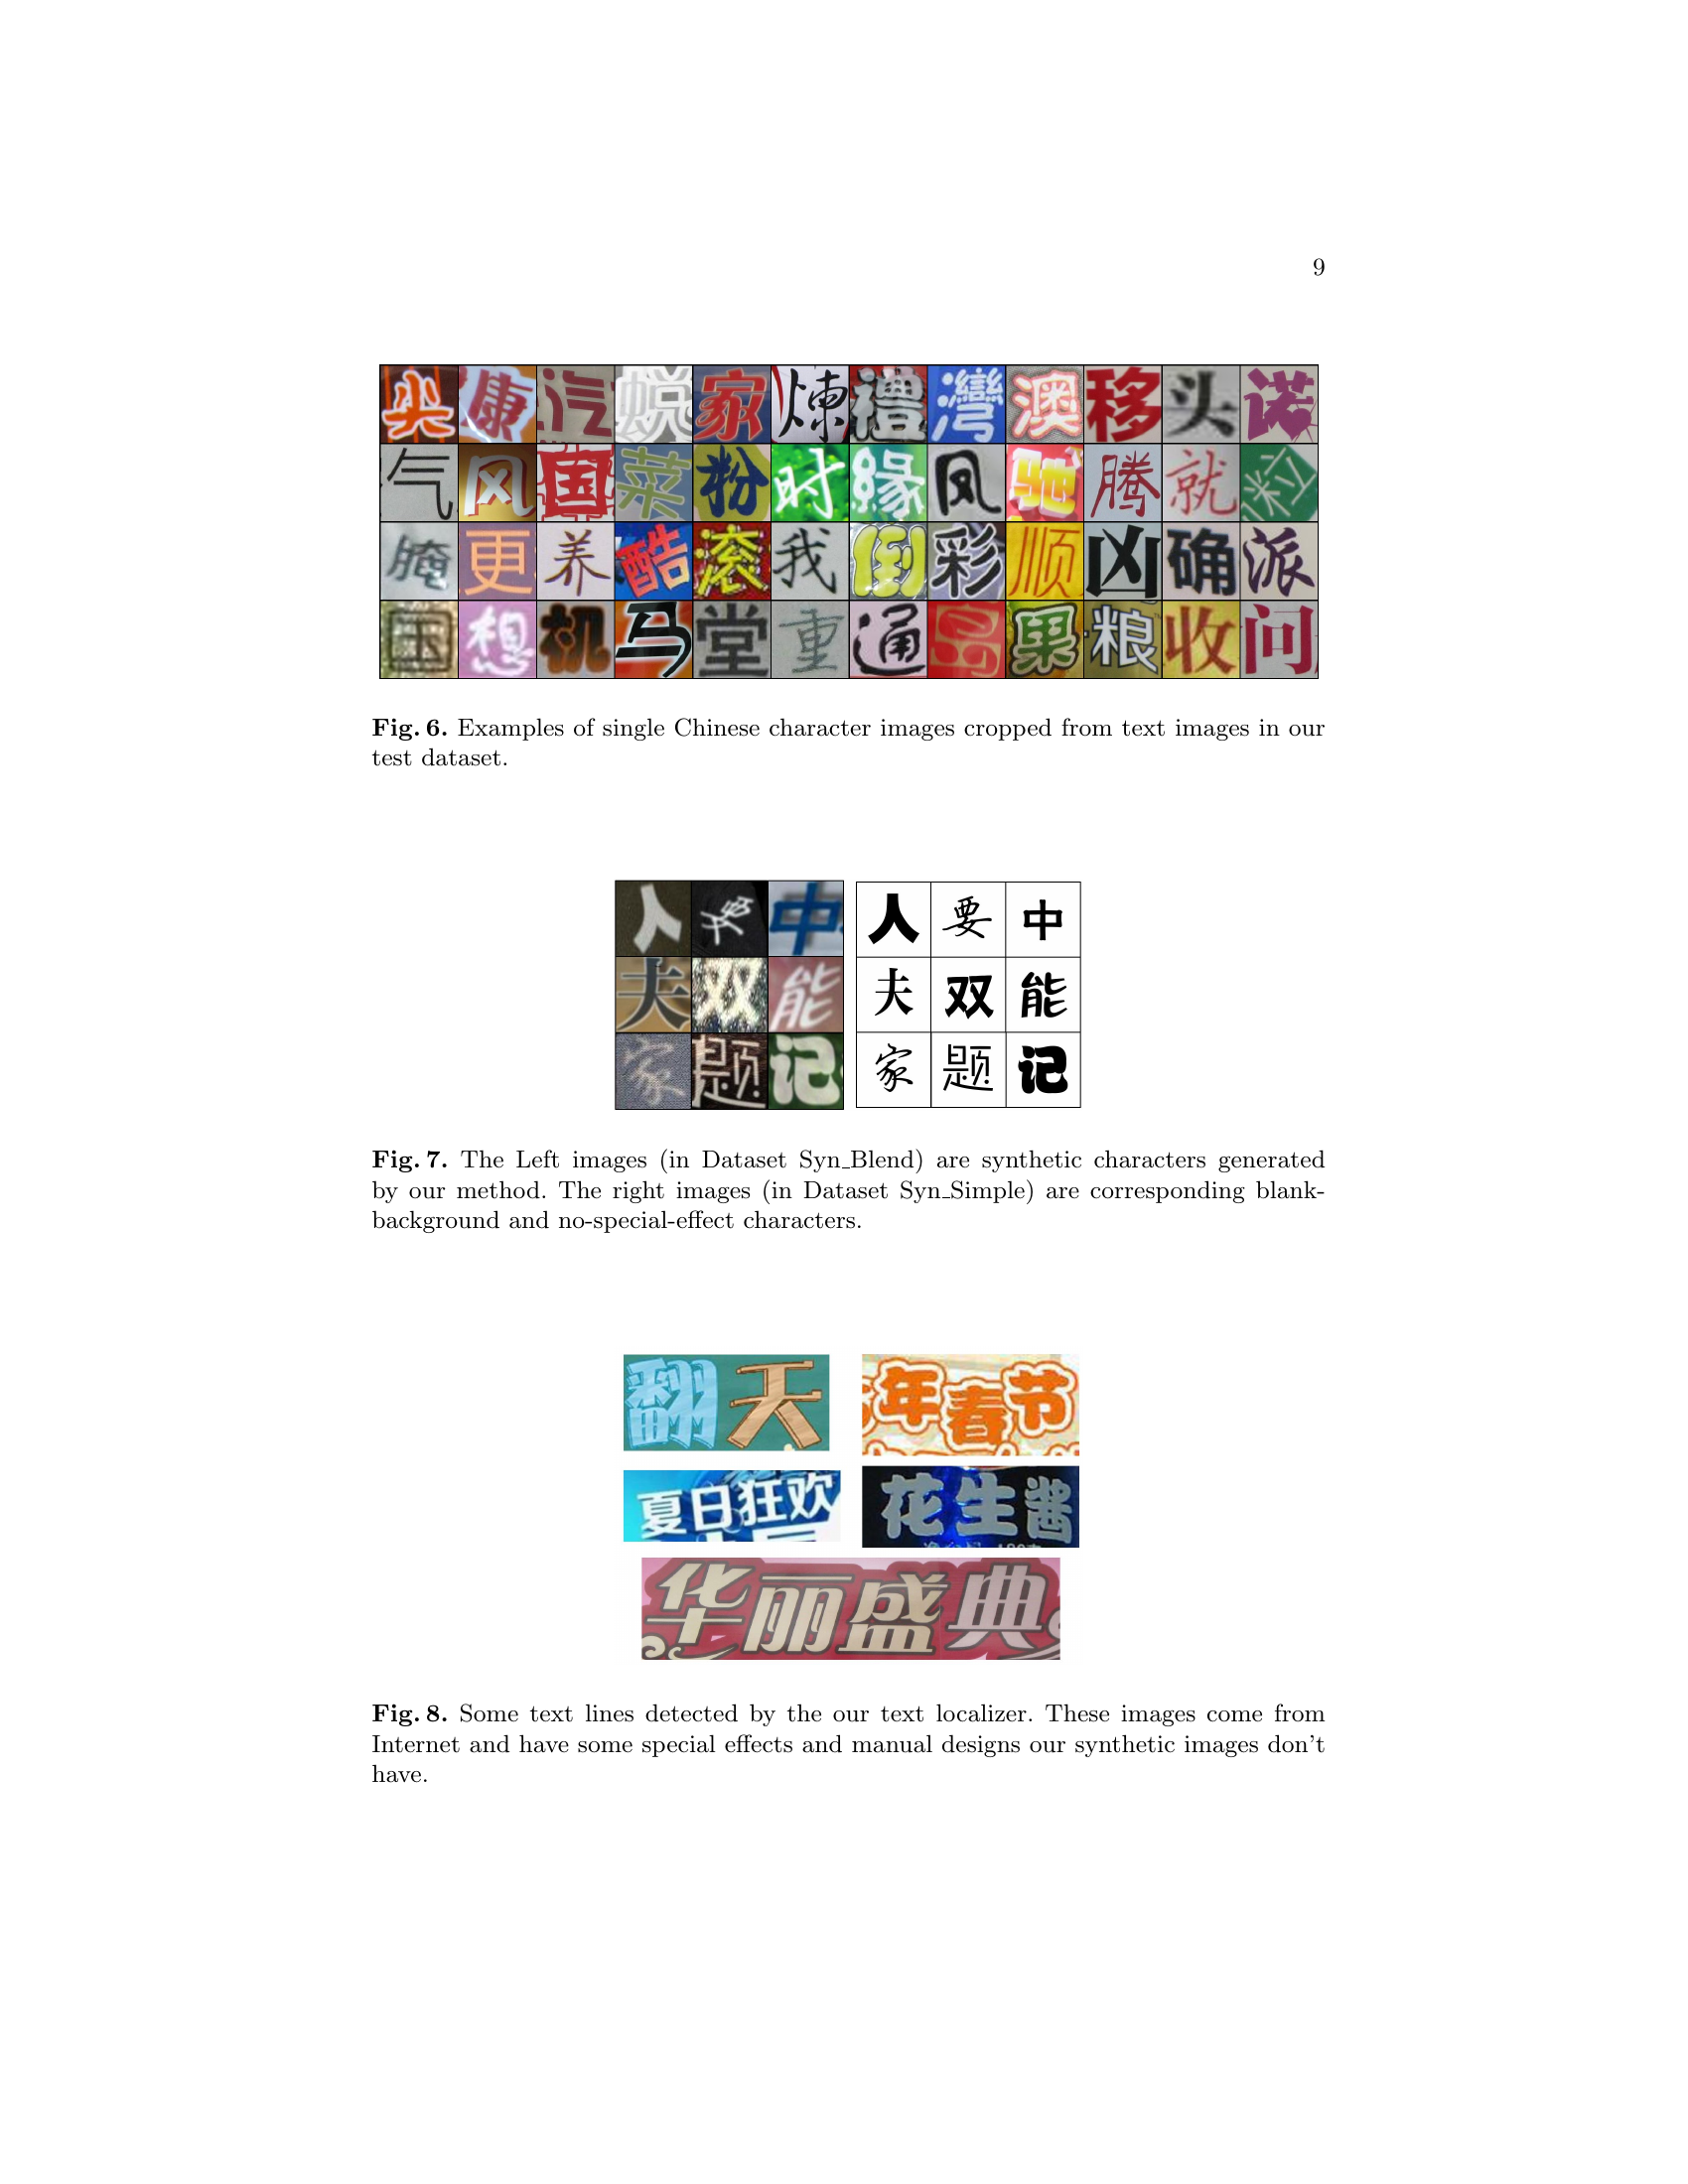 9
尖康汽蜕家煉禮灣澳移头诺
气风国菜粉时緣凤驰腾就粒
腌更养酷滚我倒彩顺凶确派
国想机马堂重通岛果粮收问
Fig. 6. Examples of single Chinese character images cropped from text images in our
test dataset.
人要中 人要中
夫双能 夫双能
家题记 家题记
Fig. 7. The Left images (in Dataset Syn_Blend) are synthetic characters generated
by our method. The right images (in Dataset Syn_Simple) are corresponding blank-
background and no-special-effect characters.
翻天
年春节
夏日狂欢
花生酱
华丽盛典
Fig. 8. Some text lines detected by the our text localizer. These images come from
Internet and have some special effects and manual designs our synthetic images don't
have.